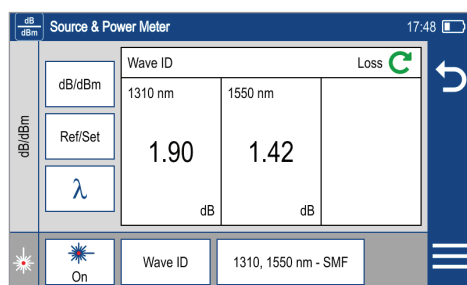 dB
dBm
Source & Power Meter
17:48
dB/dBm
dB/dBm
Ref/Set
λ
Wave ID
Loss
1310 nm
1550 nm
1.90
1.42
dB
dB
On
Wave ID
1310, 1550 nm - SMF